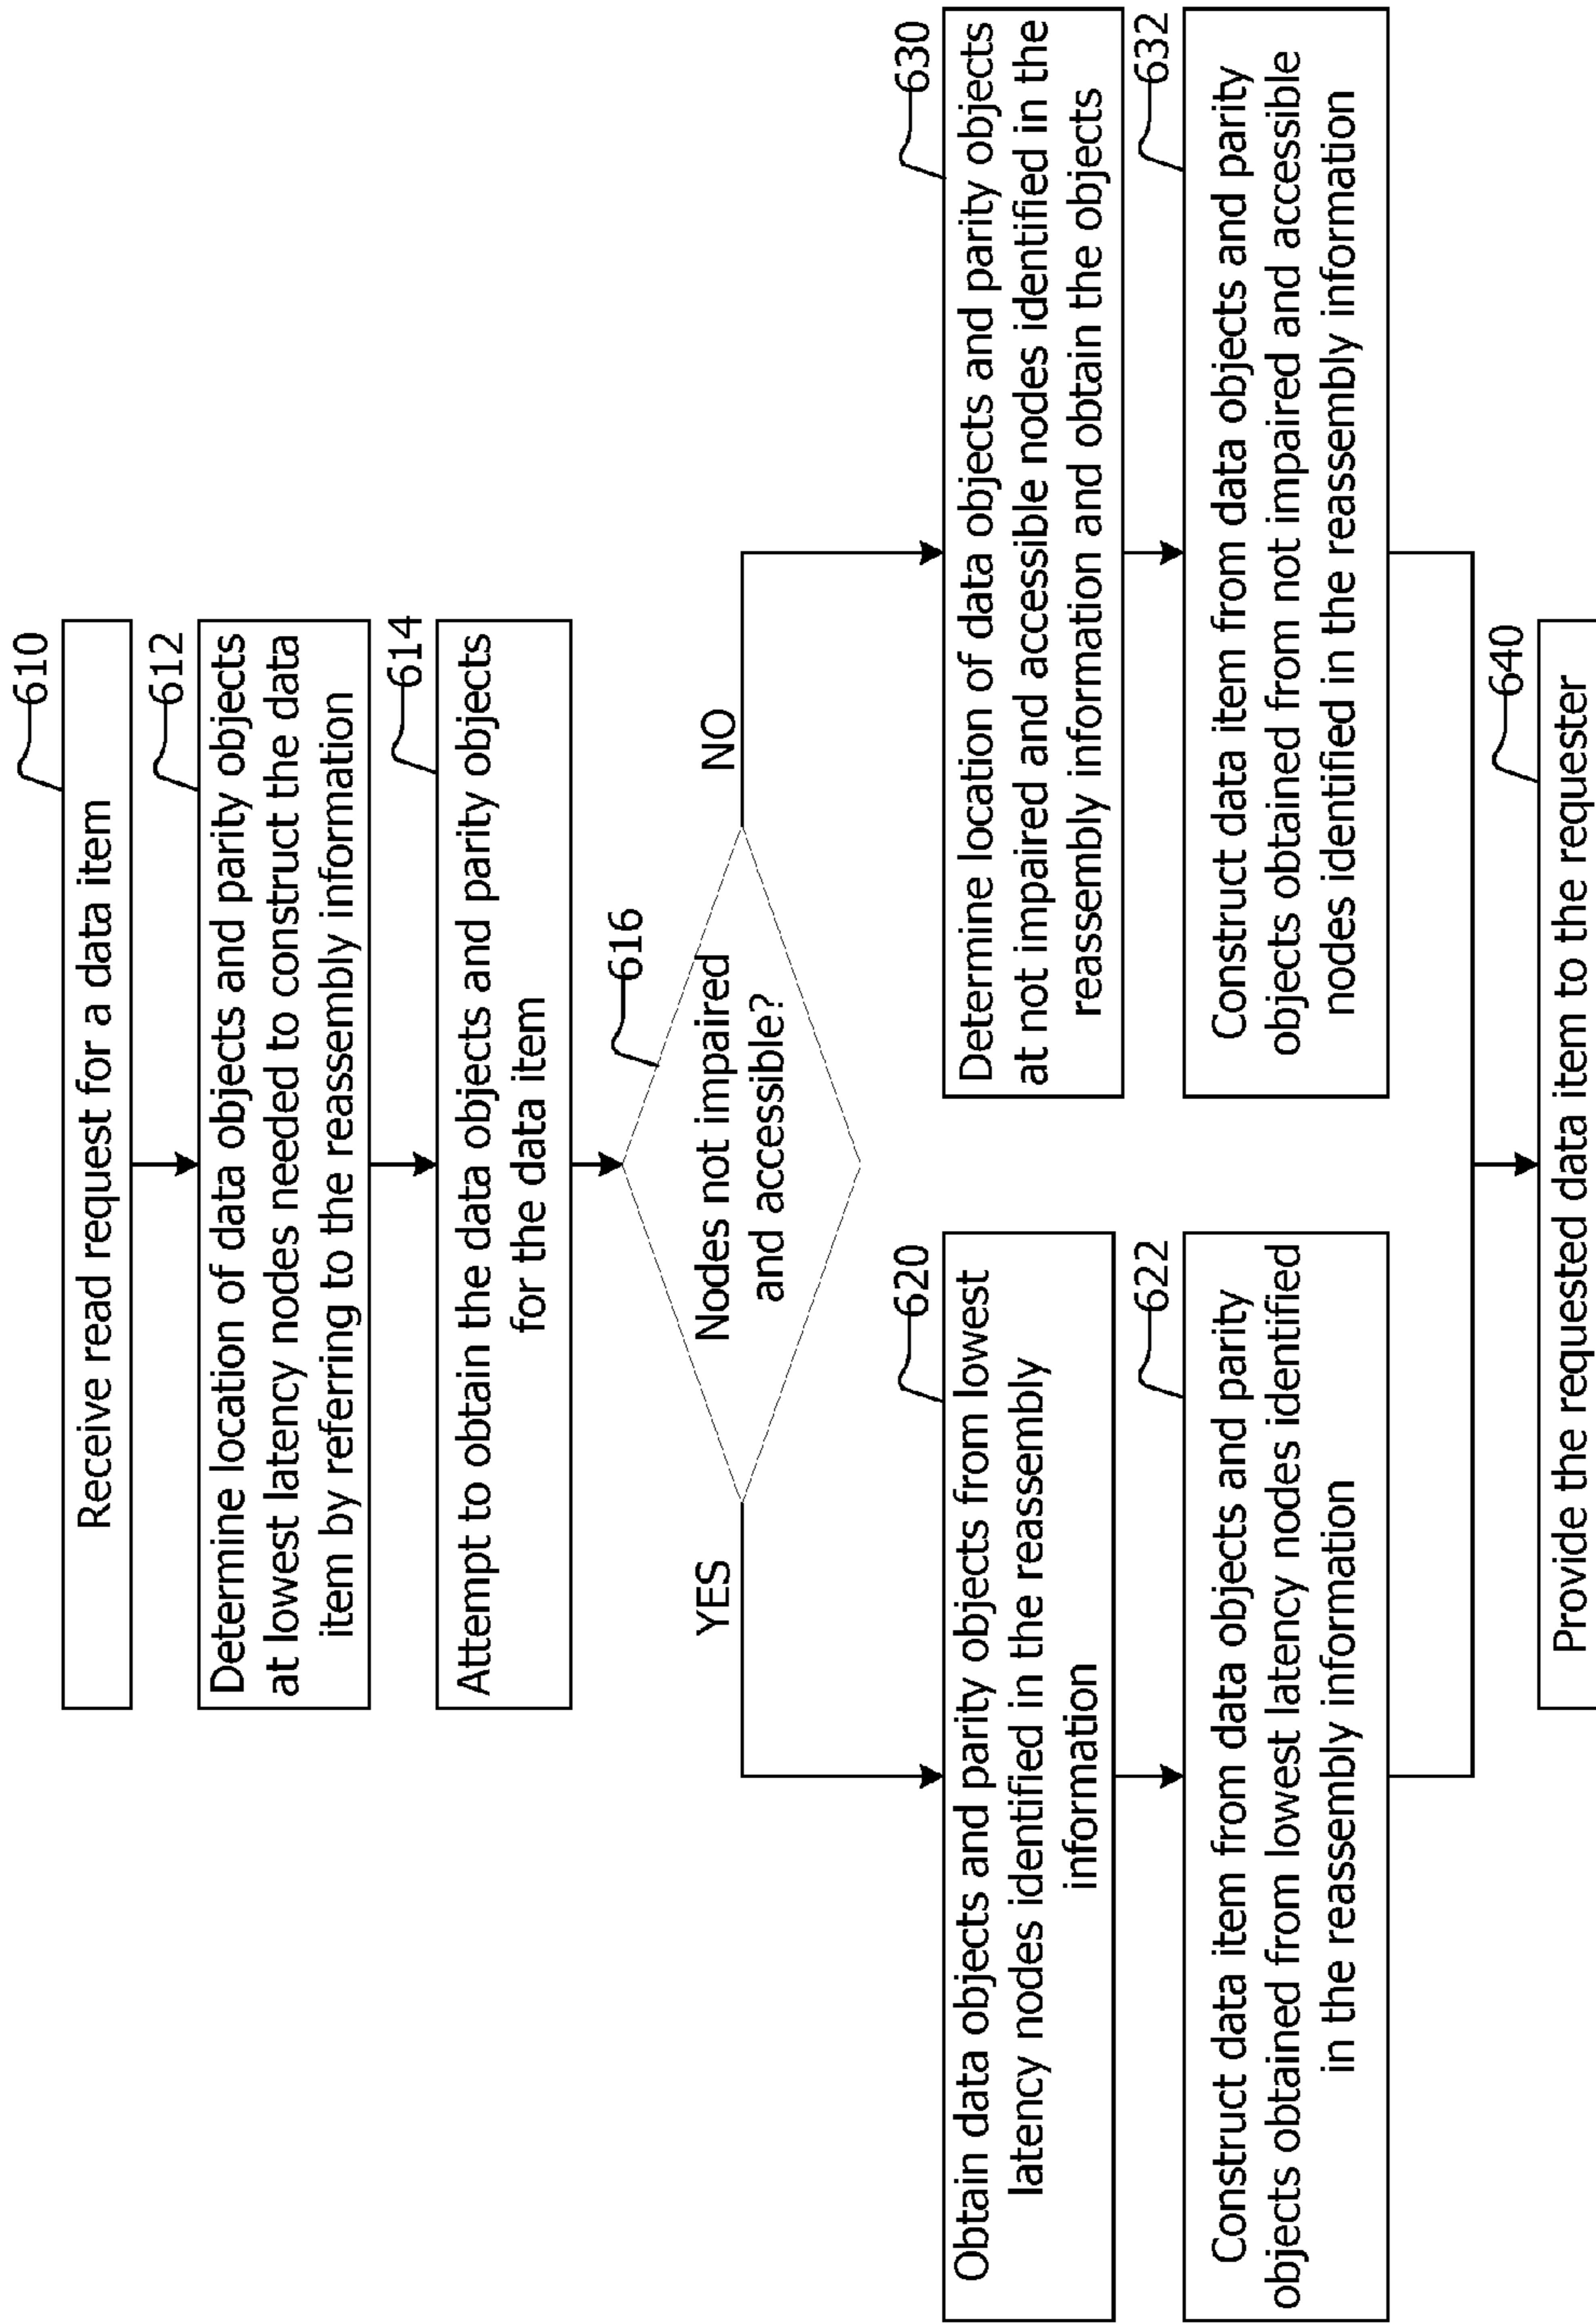 610
Receive read request for a data item
612
Determine location of data objects and parity objects
at lowest latency nodes needed to construct the data
item by referring to the reassembly information
614
Attempt to obtain the data objects and parity objects
for the data item
616
Nodes not impaired
and accessible?
YES
NO
620
Obtain data objects and parity objects from lowest
latency nodes identified in the reassembly
information
622
Construct data item from data objects and parity
objects obtained from lowest latency nodes identified
in the reassembly information
630
Determine location of data objects and parity objects
at not impaired and accessible nodes identified in the
reassembly information and obtain the objects
632
Construct data item from data objects and parity
objects obtained from not impaired and accessible
nodes identified in the reassembly information
640
Provide the requested data item to the requester